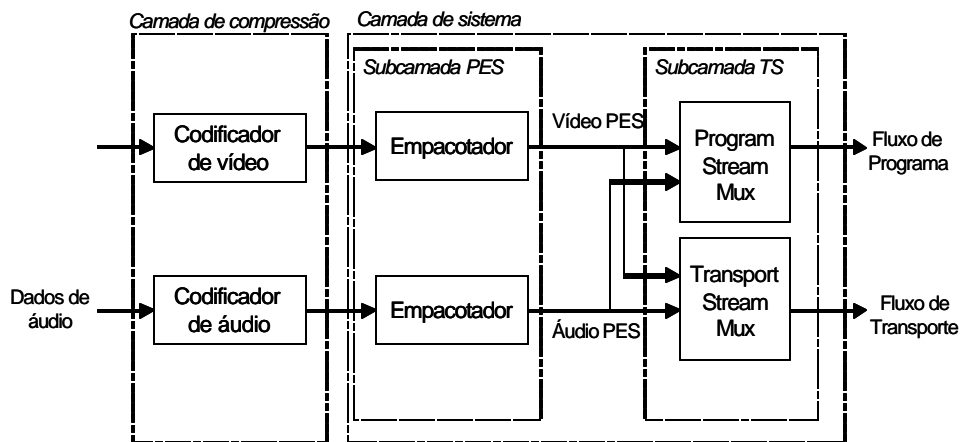 Camada de compressão
Camada de sistema
Subcamada PES
Subcamada TS
Codificador
de vídeo
Empacotador
Vídeo PES
Program
Stream
Mux
Fluxo de
Programa
Dados de
áudio
Codificador
de áudio
Empacotador
Áudio PES
Transport
Stream
Mux
Fluxo de
Transporte